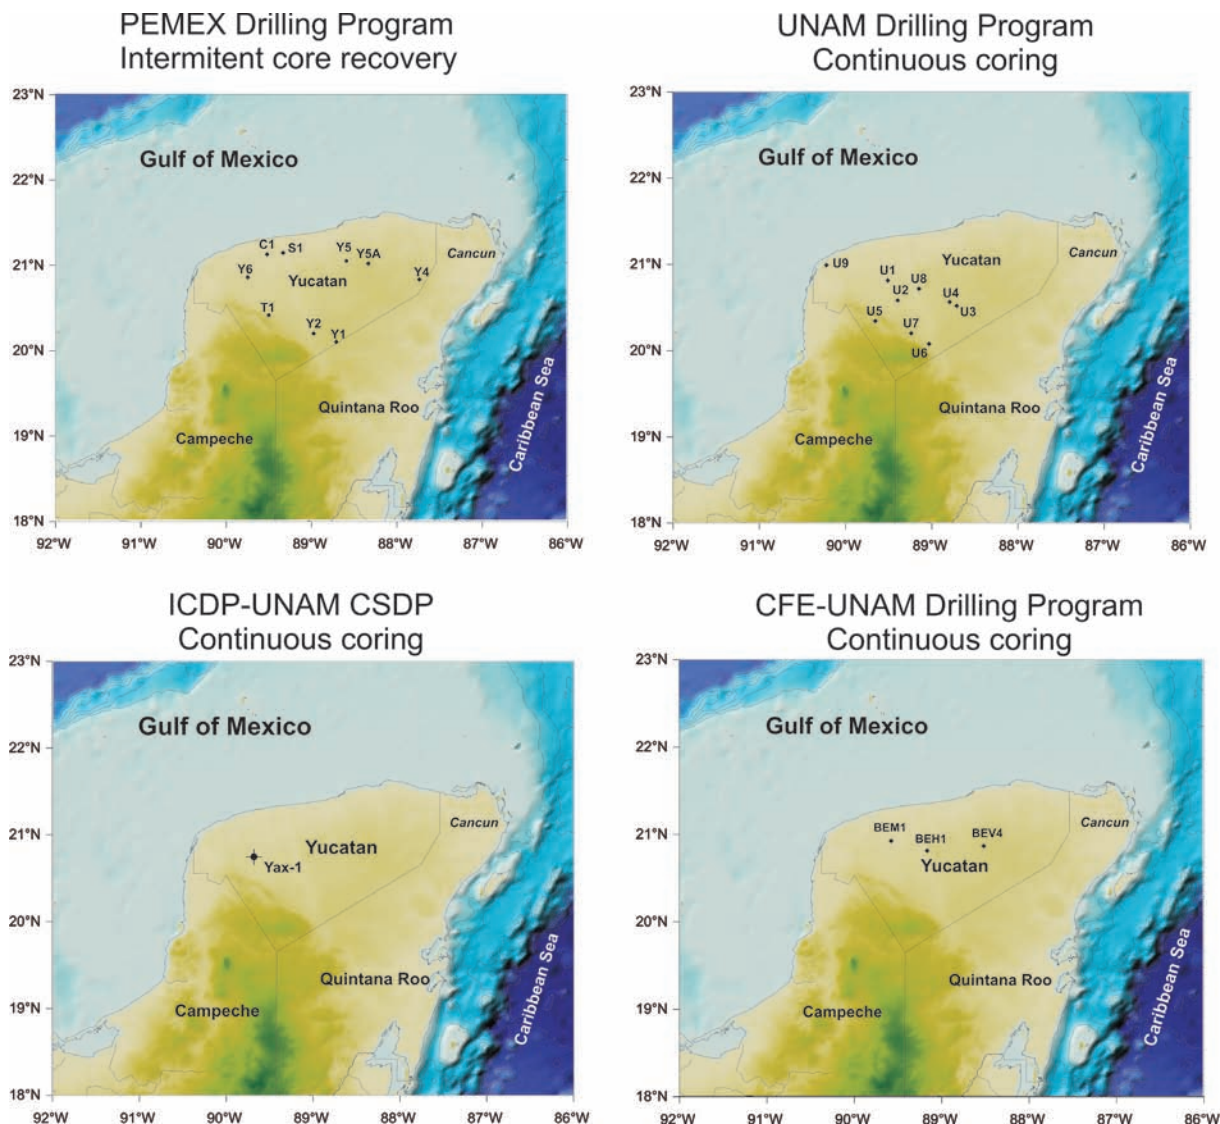 PEMEX Drilling Program
Intermitent core recovery
23°N
22°N
21°N
20°N
19°N
18°N
Gulf of Mexico
C1
S1
Y5
Y5A
Cancun
Y6
Yucatan
Y4
T1
Y2
Y1
Quintana Roo
Campeche
Caribbean Sea
92°W 91°W 90°W 89°W 88°W 87°W 86°W
UNAM Drilling Program
Continuous coring
23°N
22°N
21°N
20°N
19°N
18°N
Gulf of Mexico
Yucatan
Cancun
U9
U1
U8
U2
U4
U3
U5
U7
U6
Quintana Roo
Campeche
Caribbean Sea
92°W 91°W 90°W 89°W 88°W 87°W 86°W
ICDP-UNAM CSDP
Continuous coring
23°N
22°N
21°N
20°N
19°N
18°N
Gulf of Mexico
Cancun
Yucatan
Yax-1
Quintana Roo
Campeche
Caribbean Sea
92°W 91°W 90°W 89°W 88°W 87°W 86°W
CFE-UNAM Drilling Program
Continuous coring
23°N
22°N
21°N
20°N
19°N
18°N
Gulf of Mexico
Cancun
BEM1
BEH1
BEV4
Yucatan
Quintana Roo
Campeche
Caribbean Sea
92°W 91°W 90°W 89°W 88°W 87°W 86°W